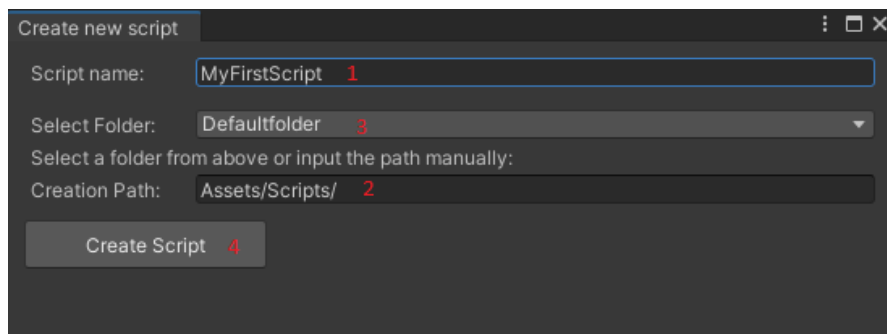 Create new script
Script name: MyFirstScript 1
Select Folder: Defaultfolder 3
Select a folder from above or input the path manually:
Creation Path: Assets/Scripts/ 2
Create Script 4